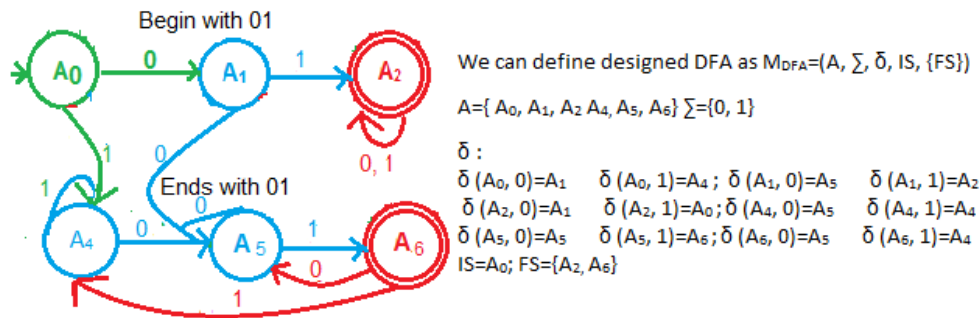 Begin with 01
A0 0 A1 1 A2
1 0 0, 1
Ends with 01
1 0
A4 0 A5 1 A6
0
1
We can define designed DFA as MDFA=(A, ∑, δ, IS, {FS})
A={ A0, A1, A2 A4, A5, A6} ∑={0, 1}
δ :
δ (A0, 0)=A1 δ (A0, 1)=A4 ; δ (A1, 0)=A5 δ (A1, 1)=A2
δ (A2, 0)=A1 δ (A2, 1)=A0; δ (A4, 0)=A5 δ (A4, 1)=A4
δ (A5, 0)=A5 δ (A5, 1)=A6; δ (A6, 0)=A5 δ (A6, 1)=A4
IS=A0; FS={A2, A6}